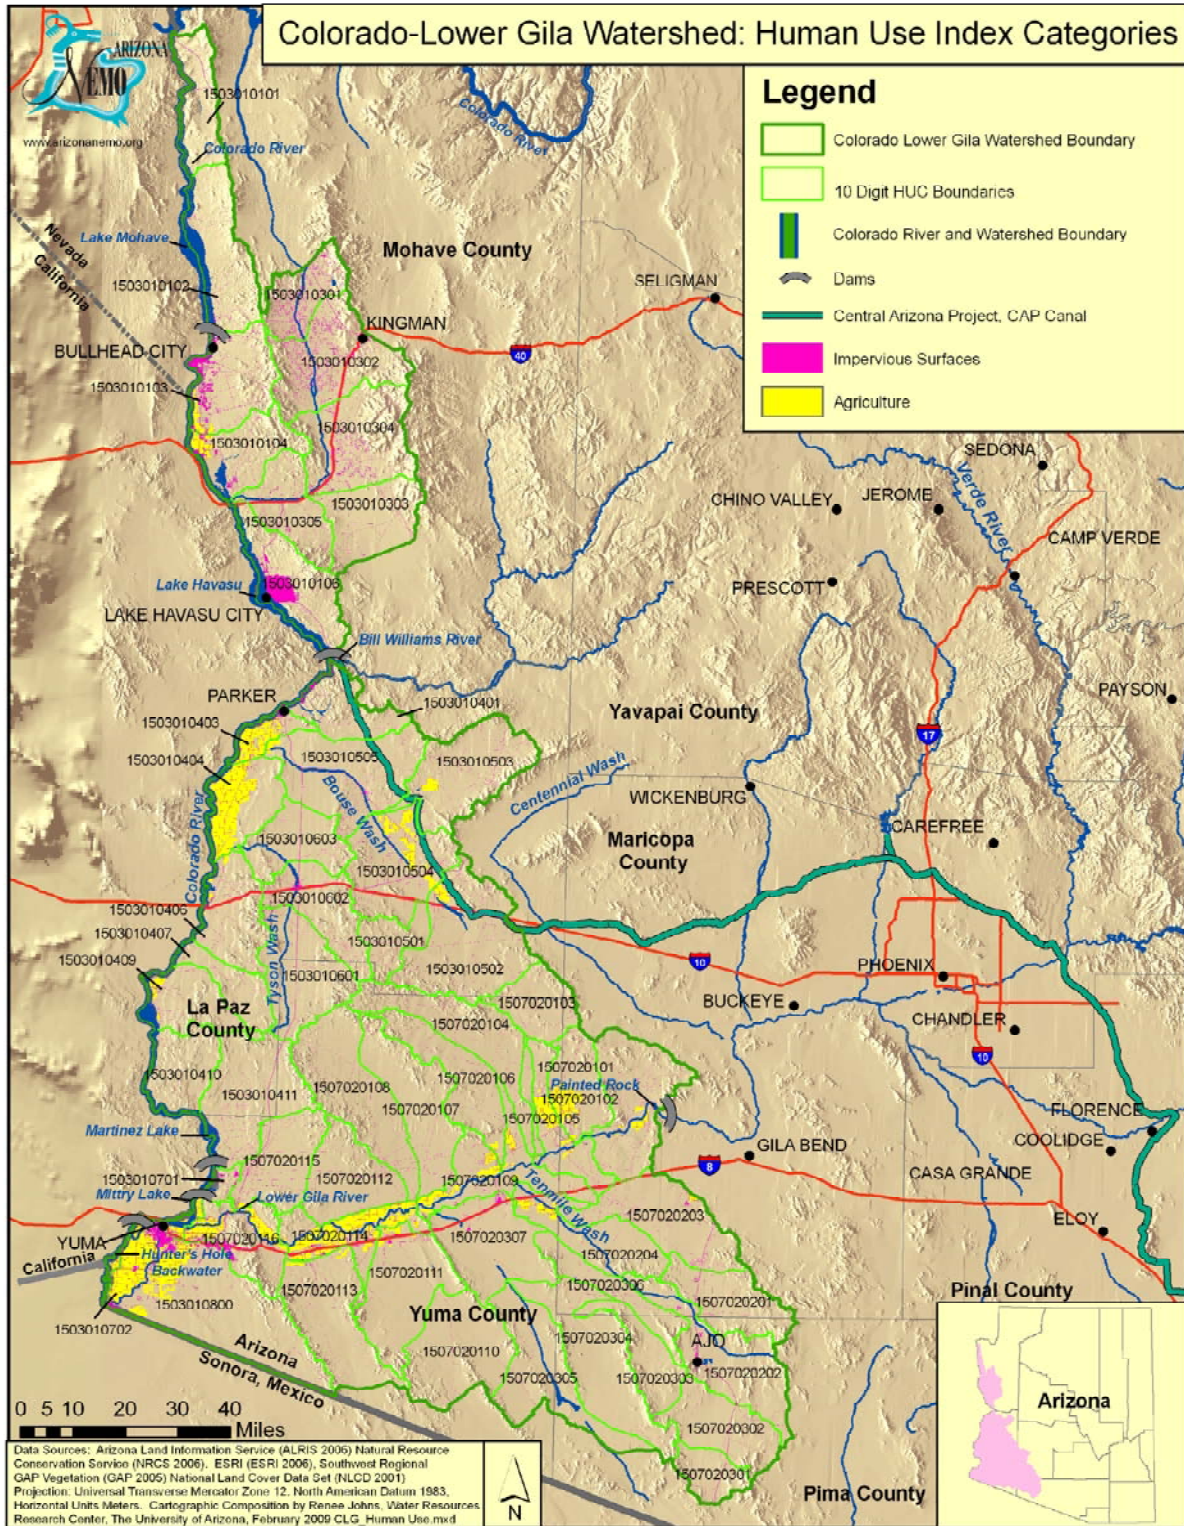 Colorado-Lower Gila Watershed: Human Use Index Categories
ARIZONA
NEMO
www.arizonanemo.org
Legend
Colorado Lower Gila Watershed Boundary
10 Digit HUC Boundaries
Colorado River and Watershed Boundary
Dams
Central Arizona Project, CAP Canal
Impervious Surfaces
Agriculture
1503010101
Colorado River
Colorado River
Lake Mohave
Nevada
California
Mohave County
1503010102
1503010301
SELIGMAN
KINGMAN
40
BULLHEAD CITY
1503010302
1503010103
1503010304
1503010104
SEDONA
Verde River
CHINO VALLEY
JEROME
1503010303
1503010305
CAMP VERDE
Lake Havasu
1503010106
PRESCOTT
LAKE HAVASU CITY
Bill Williams River
PARKER
1503010401
PAYSON
Yavapai County
1503010403
17
1503010404
1503010505
1503010503
Centennial Wash
WICKENBURG
Bouse Wash
Colorado River
CAREFREE
1503010603
Maricopa
County
1503010504
1503010602
1503010406
1503010407
Tyson Wash
1503010501
1503010409
1503010601
1503010502
10
PHOENIX
La Paz
County
1507020103
BUCKEYE
1507020104
CHANDLER
10
1503010410
1503010411
1507020108
1507020106
1507020101
Painted Rock
1507020102
1507020107
1507020105
FLORENCE
Martinez Lake
COOLIDGE
GILA BEND
1507020115
8
1503010701
1507020112
1507020109
CASA GRANDE
Mittry Lake
Lower Gila River
Tenmile Wash
1507020203
ELOY
YUMA
1507020116
1507020114
1507020307
California
Hunter's Hole
Backwater
1507020204
1507020111
1507020306
1507020113
Pinal County
1503010800
1507020201
Yuma County
1503010702
1507020304
AJO
Arizona
Sonora, Mexico
1507020110
1507020305
1507020303
1507020202
Arizona
0 5 10 20 30 40
Miles
1507020302
1507020301
Pima County
Data Sources: Arizona Land Information Service (ALRIS 2006) Natural Resource
Conservation Service (NRCS 2006). ESRI (ESRI 2006), Southwest Regional
GAP Vegetation (GAP 2005) National Land Cover Data Set (NLCD 2001)
Projection: Universal Transverse Mercator Zone 12, North American Datum 1983,
Horizontal Units Meters. Cartographic Composition by Renee Johns, Water Resources
Research Center, The University of Arizona, February 2009 CLG_Human Use.mxd
N